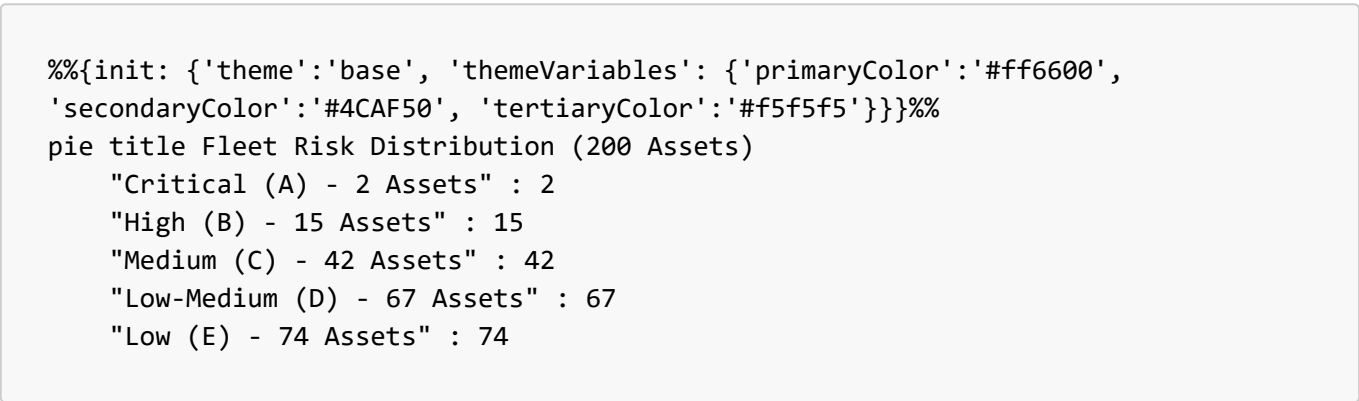 %%{init: {'theme':'base', 'themeVariables': {'primaryColor':'#ff6600',
'secondaryColor':'#4CAF50', 'tertiaryColor':'#f5f5f5'}}}%%
pie title Fleet Risk Distribution (200 Assets)
    "Critical (A) - 2 Assets" : 2
    "High (B) - 15 Assets" : 15
    "Medium (C) - 42 Assets" : 42
    "Low-Medium (D) - 67 Assets" : 67
    "Low (E) - 74 Assets" : 74